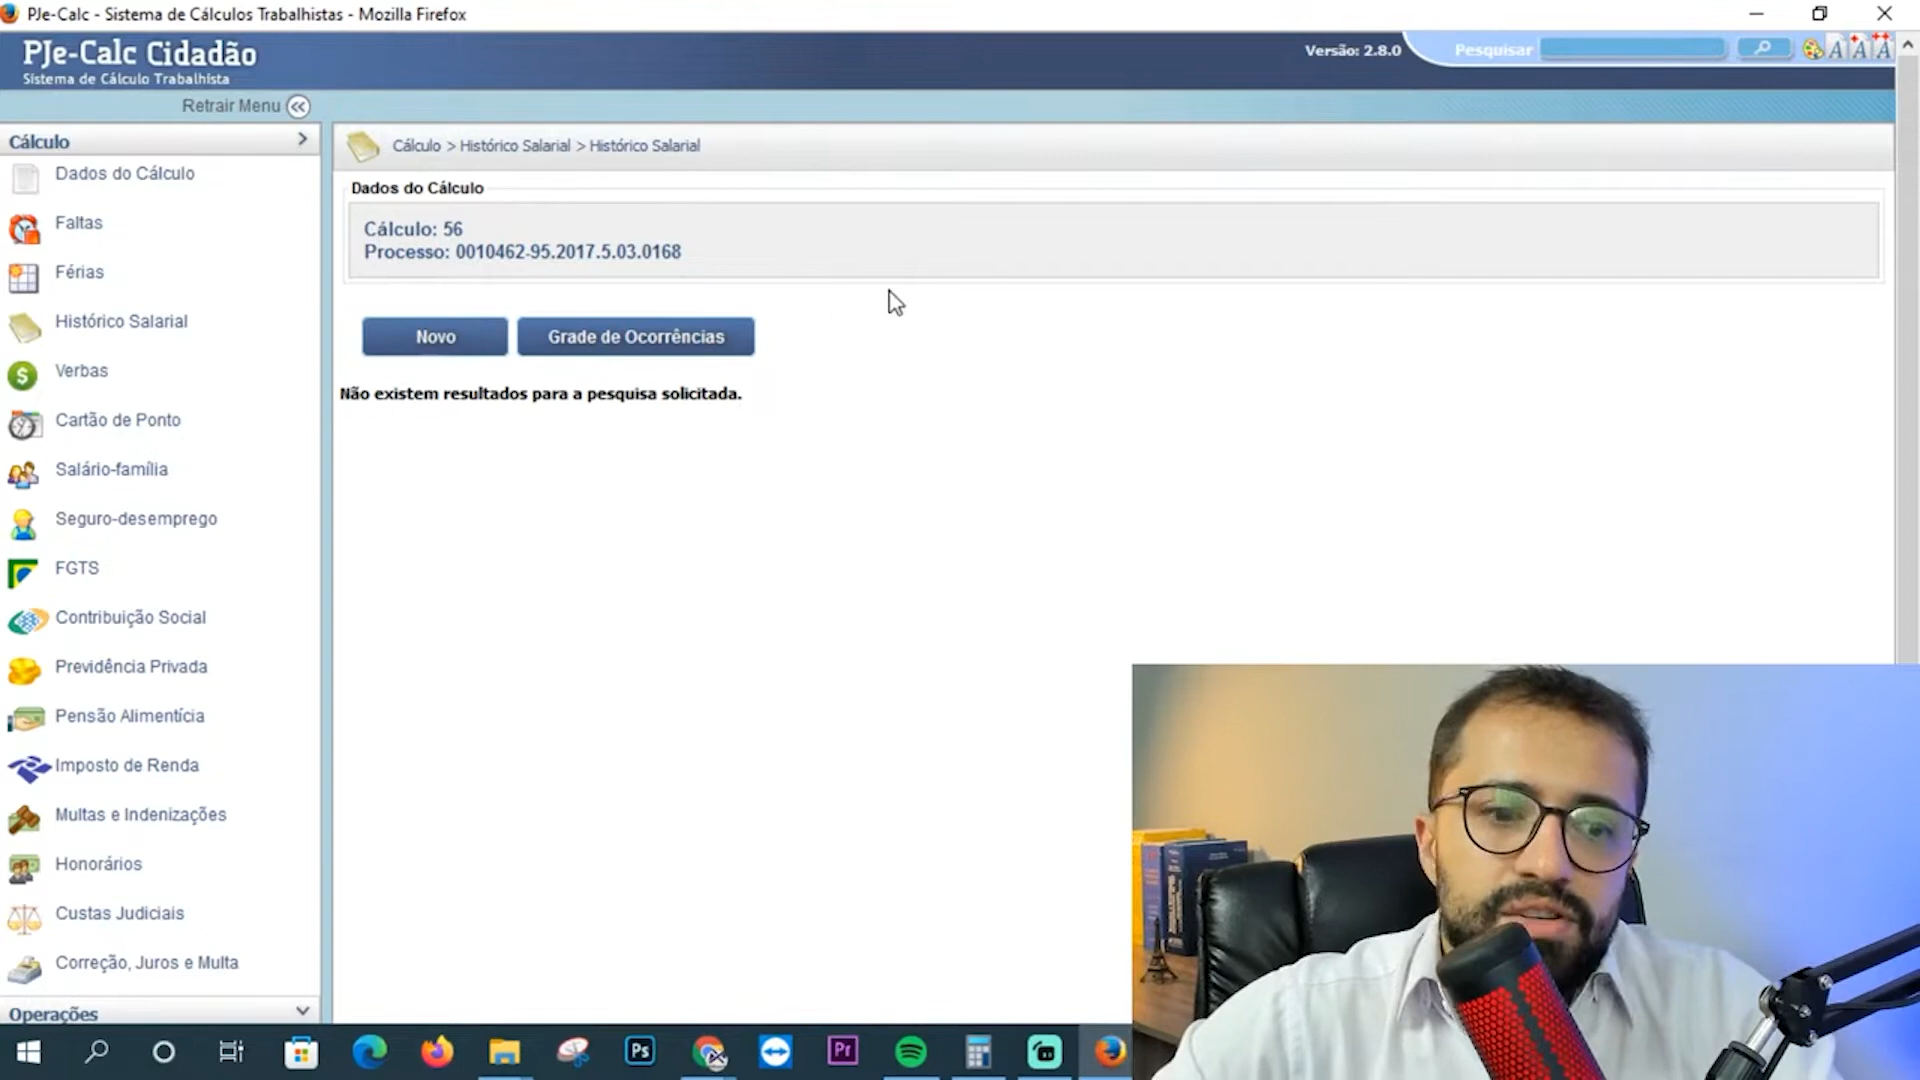 PJe-Calc - Sistema de Cálculos Trabalhistas - Mozilla Firefox
PJe-Calc Cidadão
Sistema de Cálculo Trabalhista
Versão: 2.8.0
Pesquisar
Retrair Menu
Cálculo
Dados do Cálculo
Faltas
Férias
Histórico Salarial
Verbas
Cartão de Ponto
Salário-família
Seguro-desemprego
FGTS
Contribuição Social
Previdência Privada
Pensão Alimentícia
Imposto de Renda
Multas e Indenizações
Honorários
Custas Judiciais
Correção, Juros e Multa
Operações
Cálculo > Histórico Salarial > Histórico Salarial
Dados do Cálculo
Cálculo: 56
Processo: 0010462-95.2017.5.03.0168
Novo
Grade de Ocorrências
Não existem resultados para a pesquisa solicitada.
Ps
Pr